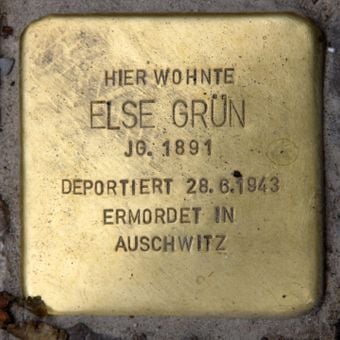 HIER WOHNTE
ELSE GRÜN
JG. 1891
DEPORTIERT 28.6.1943
ERMORDET IN
AUSCHWITZ